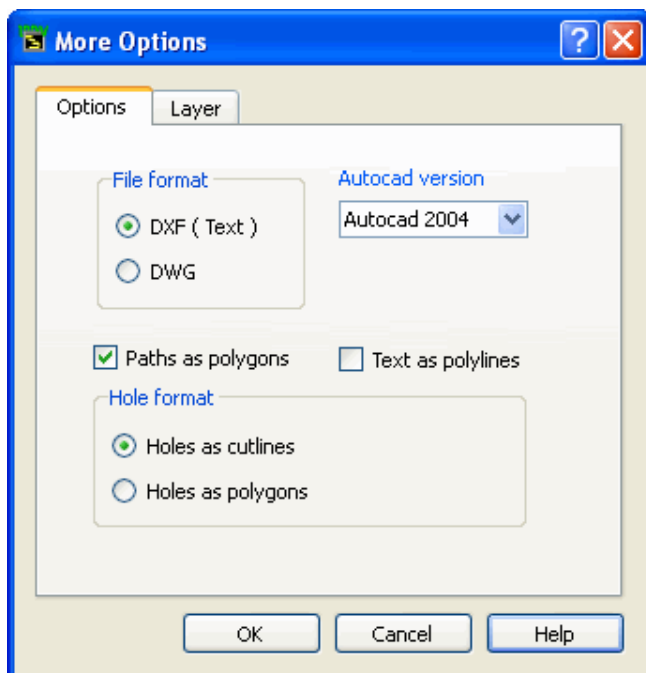 More Options
Options Layer
File format
Autocad version
DXF ( Text )
Autocad 2004
DWG
Paths as polygons
Text as polylines
Hole format
Holes as cutlines
Holes as polygons
OK Cancel Help